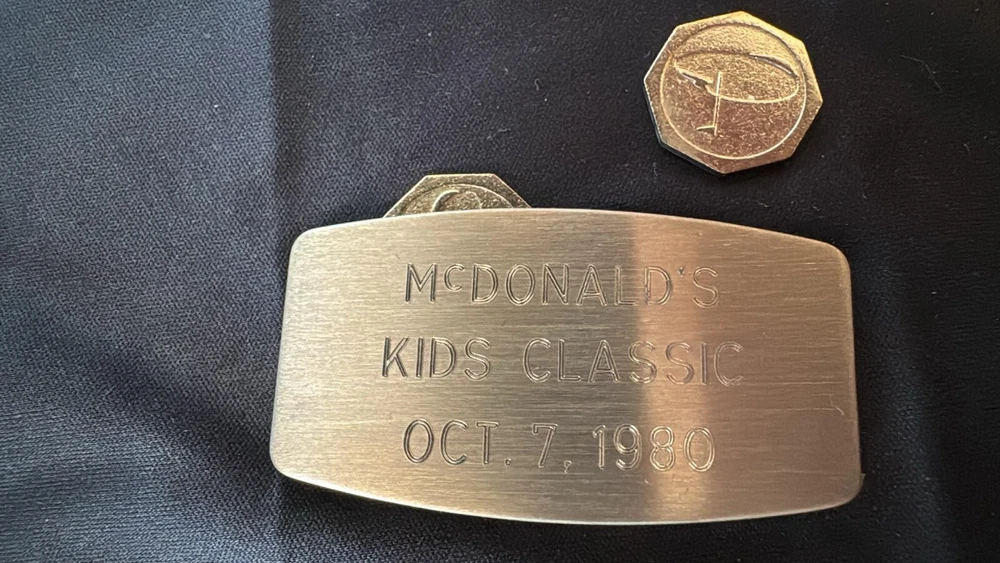 McDONALD'S
KIDS CLASSIC
OCT. 7, 1980